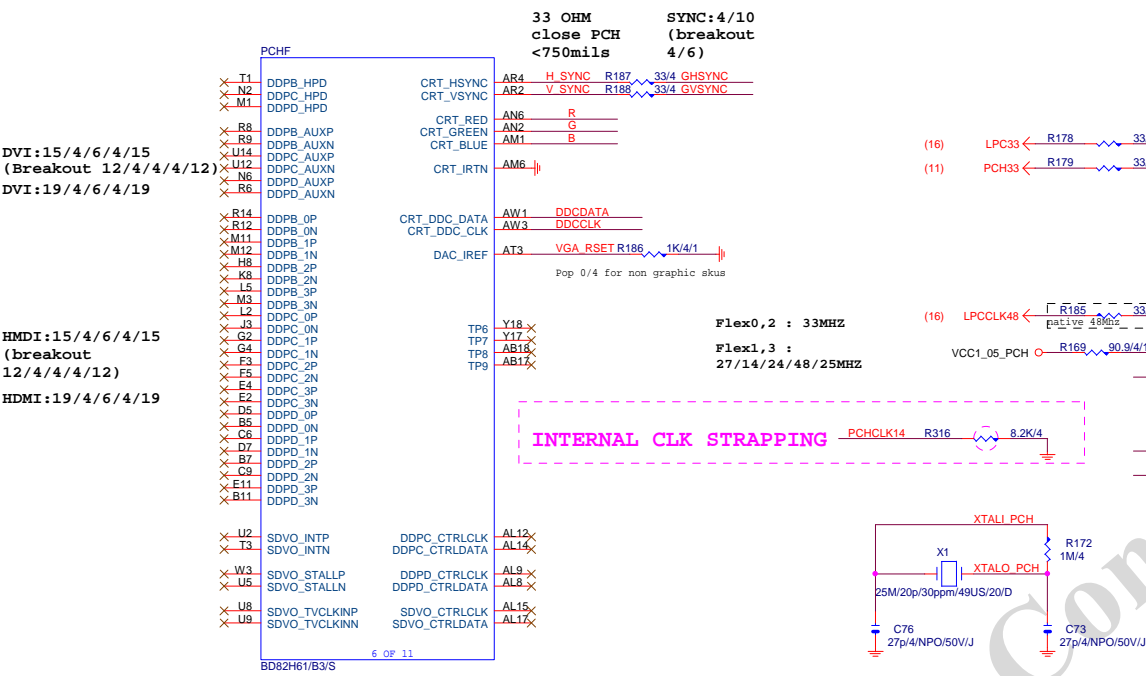 33 OHM
close PCH
<750mils
SYNC:4/10
(breakout
4/6)
PCHF
T1 DDPB_HPD
N2 DDPC_HPD
M1 DDPD_HPD
R8 DDPB_AUXP
R9 DDPB_AUXN
U14 DDPC_AUXP
U12 DDPC_AUXN
N6 DDPD_AUXP
R6 DDPD_AUXN
DVI:15/4/6/4/15
(Breakout 12/4/4/4/12)
DVI:19/4/6/4/19
R14 DDPB_0P
R12 DDPB_0N
M11 DDPB_1P
M12 DDPB_1N
H8 DDPB_2P
K8 DDPB_2N
L5 DDPB_3P
M3 DDPB_3N
L2 DDPC_0P
J3 DDPC_0N
G2 DDPC_1P
G4 DDPC_1N
F3 DDPC_2P
F5 DDPC_2N
E4 DDPC_3P
E2 DDPC_3N
D5 DDPD_0P
B5 DDPD_0N
C6 DDPD_1P
D7 DDPD_1N
B7 DDPD_2P
C9 DDPD_2N
E11 DDPD_3P
B11 DDPD_3N
HMDI:15/4/6/4/15
(breakout
12/4/4/4/12)
HDMI:19/4/6/4/19
U2 SDVO_INTP
T3 SDVO_INTN
W3 SDVO_STALLP
U5 SDVO_STALLN
U8 SDVO_TVCLKINP
U9 SDVO_TVCLKINN
CRT_HSYNC AR4 H_SYNC R187 33/4 GHSYNC
CRT_VSYNC AR2 V_SYNC R188 33/4 GVSYNC
CRT_RED AN6 R
CRT_GREEN AN2 G
CRT_BLUE AM1 B
CRT_IRTN AM6
CRT_DDC_DATA AW1 DDCDATA
CRT_DDC_CLK AW3 DDCCLK
DAC_IREF AT3 VGA_RSET R186 1K/4/1
Pop 0/4 for non graphic skus
TP6 Y18
TP7 Y17
TP8 AB18
TP9 AB17
DDPC_CTRLCLK AL12
DDPC_CTRLDATA AL14
DDPD_CTRLCLK AL9
DDPD_CTRLDATA AL8
SDVO_CTRLCLK AL15
SDVO_CTRLDATA AL17
6 OF 11
BD82H61/B3/S
(16) LPC33 R178 33
(11) PCH33 R179 33
Flex0,2 : 33MHZ
Flex1,3 :
27/14/24/48/25MHZ
(16) LPCCLK48 R185 33
native 48Mhz
VCC1_05_PCH R169 90.9/4/1
INTERNAL CLK STRAPPING PCHCLK14 R316 8.2K/4
XTALI_PCH
R172
1M/4
X1
XTALO_PCH
25M/20p/30ppm/49US/20/D
C76
27p/4/NPO/50V/J
C73
27p/4/NPO/50V/J